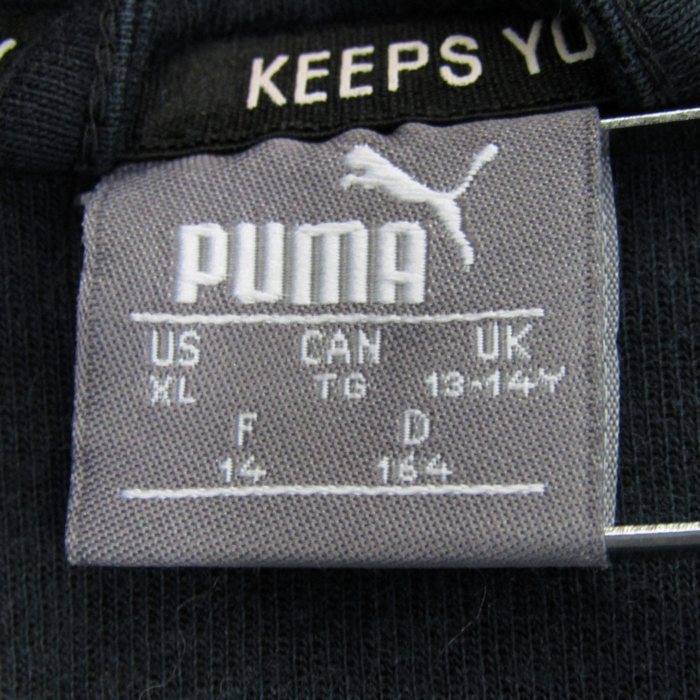 KEEPS YO
PUMA
US CAN UK
XL TG 13-14Y
F D
14 164